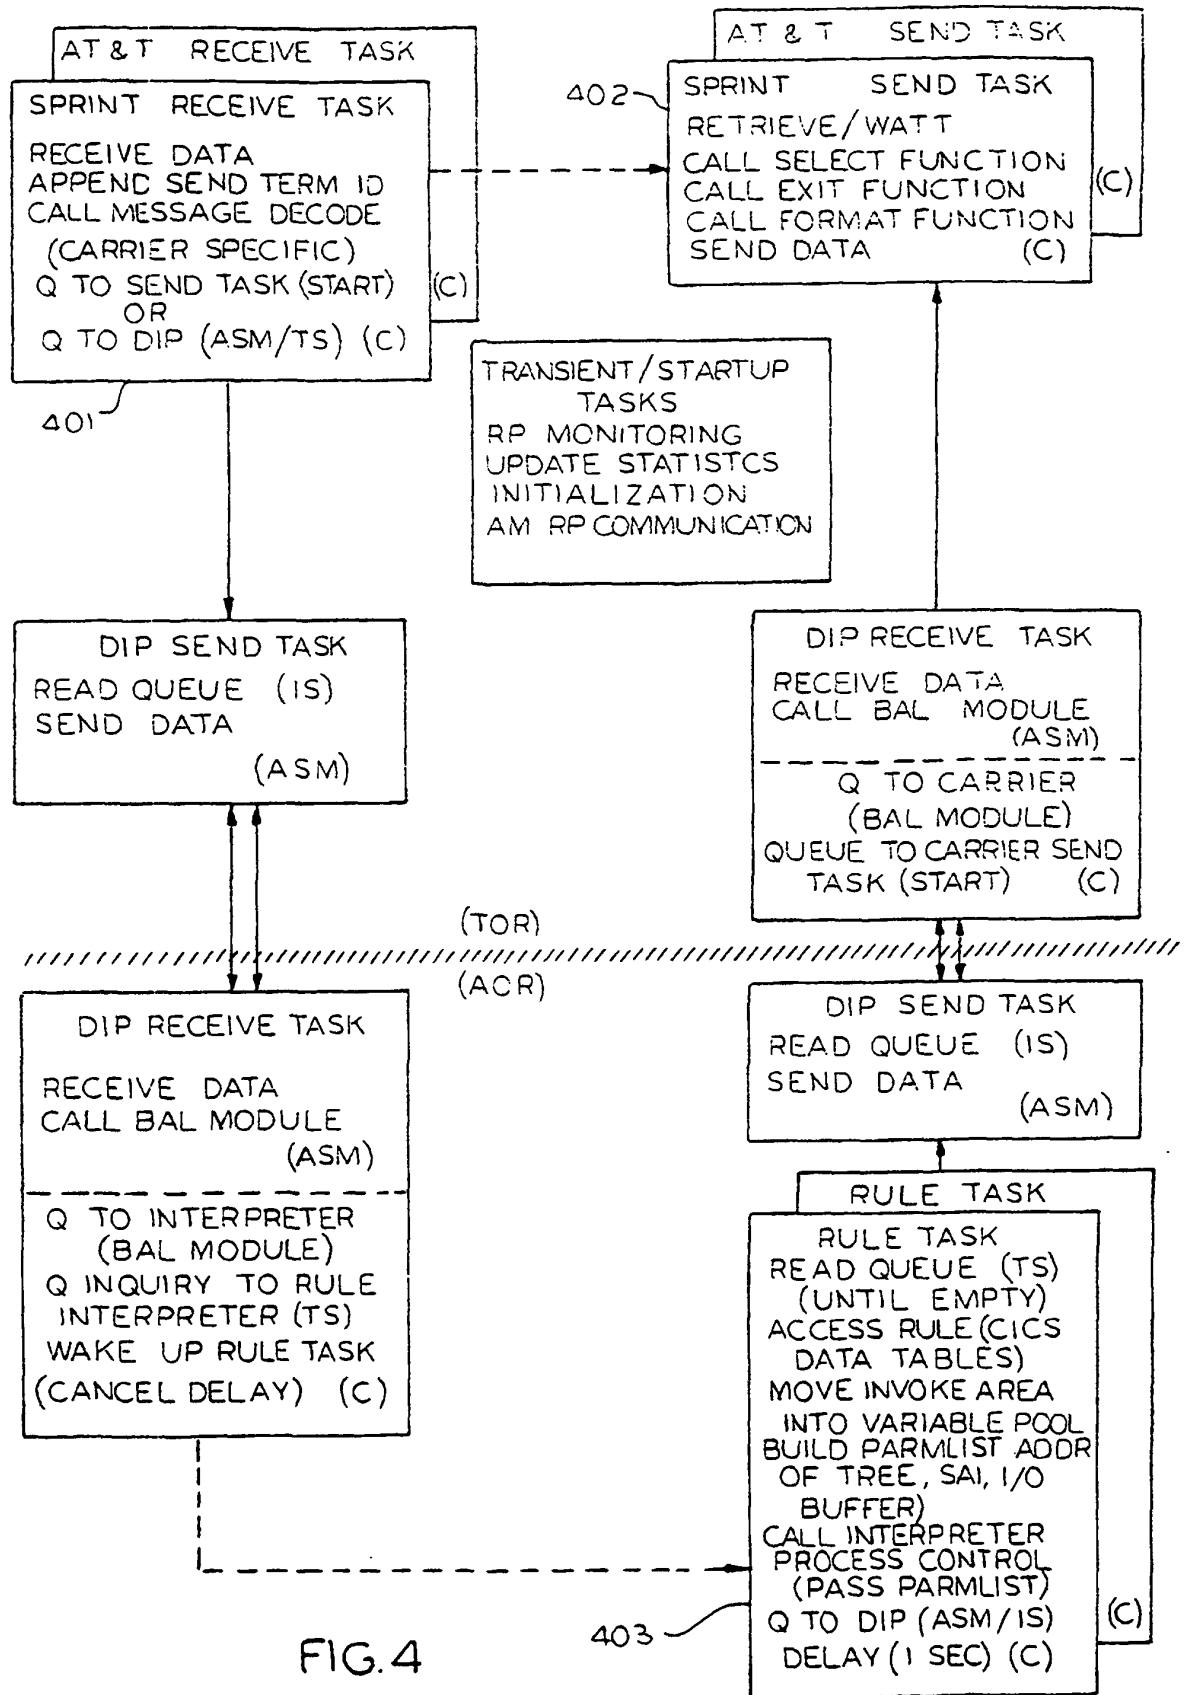 AT & T RECEIVE TASK
SPRINT RECEIVE TASK
RECEIVE DATA
APPEND SEND TERM ID
CALL MESSAGE DECODE
(CARRIER SPECIFIC)
Q TO SEND TASK (START)
OR
Q TO DIP (ASM/TS) (C)
(C)
401
AT & T SEND TASK
402
SPRINT SEND TASK
RETRIEVE/WATT
CALL SELECT FUNCTION
CALL EXIT FUNCTION
CALL FORMAT FUNCTION
SEND DATA (C)
(C)
TRANSIENT/STARTUP
TASKS
RP MONITORING
UPDATE STATISTCS
INITIALIZATION
AM RP COMMUNICATION
DIP SEND TASK
READ QUEUE (IS)
SEND DATA
(ASM)
DIP RECEIVE TASK
RECEIVE DATA
CALL BAL MODULE
(ASM)
Q TO CARRIER
(BAL MODULE)
QUEUE TO CARRIER SEND
TASK (START) (C)
(TOR)
(ACR)
DIP RECEIVE TASK
RECEIVE DATA
CALL BAL MODULE
(ASM)
Q TO INTERPRETER
(BAL MODULE)
Q INQUIRY TO RULE
INTERPRETER (TS)
WAKE UP RULE TASK
(CANCEL DELAY) (C)
DIP SEND TASK
READ QUEUE (IS)
SEND DATA
(ASM)
RULE TASK
RULE TASK
READ QUEUE (TS)
(UNTIL EMPTY)
ACCESS RULE (CICS
DATA TABLES)
MOVE INVOKE AREA
INTO VARIABLE POOL
BUILD PARMLIST ADDR
OF TREE, SAI, I/O
BUFFER)
CALL INTERPRETER
PROCESS CONTROL
(PASS PARMLIST)
Q TO DIP (ASM/IS)
DELAY (1 SEC) (C)
(C)
403
FIG. 4